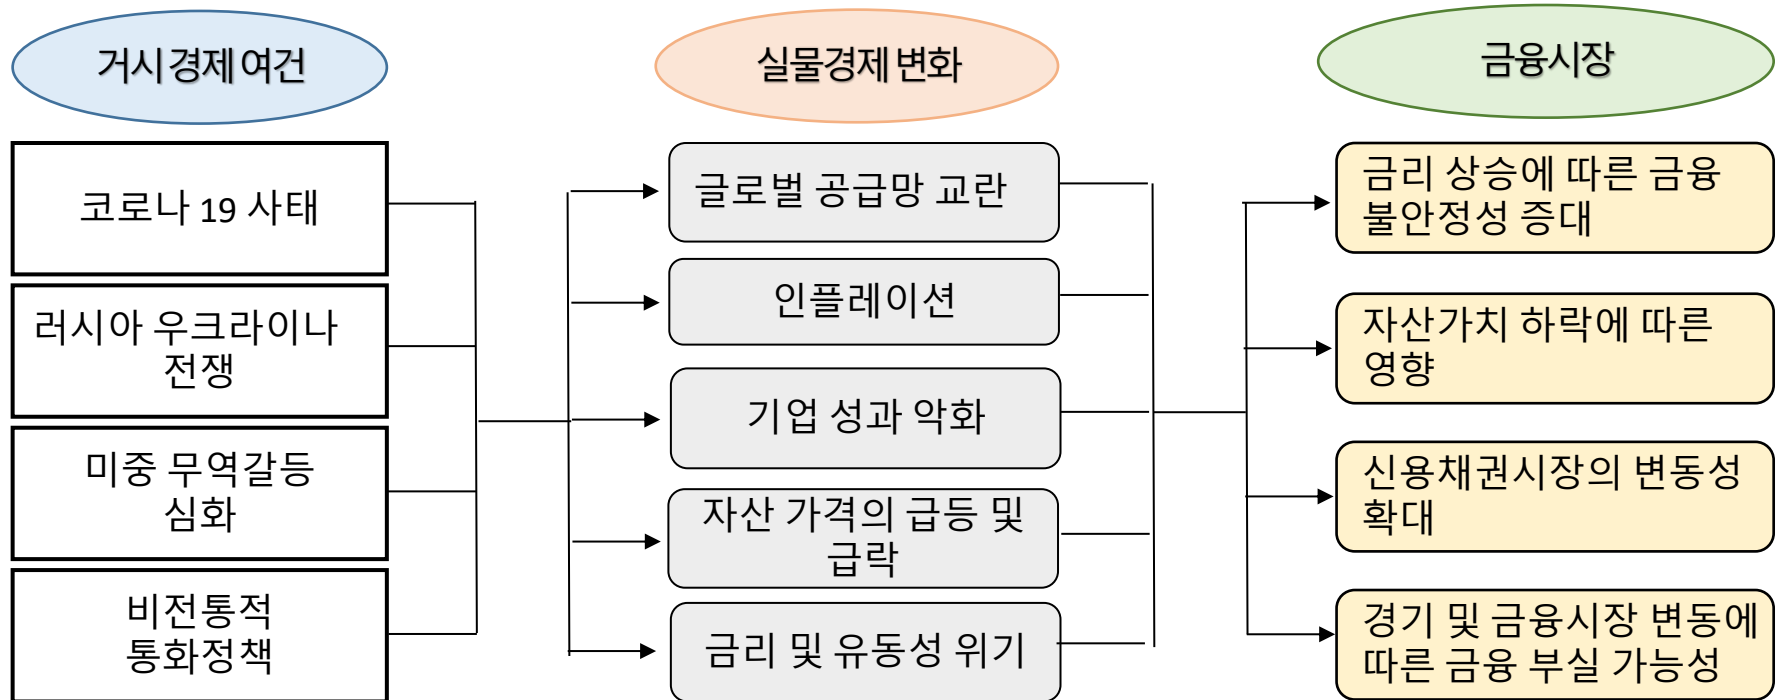 거시경제 여건
코로나 19 사태
러시아 우크라이나
전쟁
미중 무역갈등
심화
비전통적
통화정책
실물경제 변화
글로벌 공급망 교란
인플레이션
기업 성과 악화
자산 가격의 급등 및
급락
금리 및 유동성 위기
금융시장
금리 상승에 따른 금융
불안정성 증대
자산가치 하락에 따른
영향
신용채권시장의 변동성
확대
경기 및 금융시장 변동에
따른 금융 부실 가능성